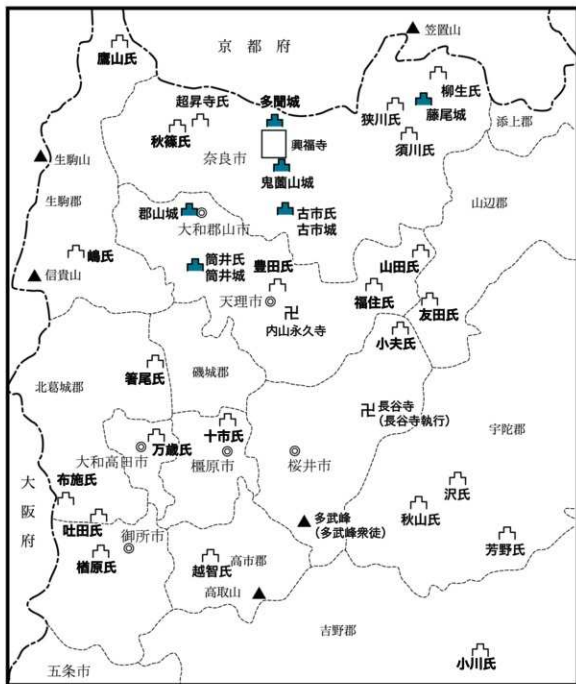 京都府
笠置山
鷹山氏
柳生氏
超昇寺氏
多聞城
狭川氏
藤尾城
添上郡
秋篠氏
興福寺
須川氏
奈良市
生駒山
鬼薗山城
生駒郡
山辺郡
郡山城
古市氏
古市城
大和郡山市
嶋氏
筒井氏
筒井城
豊田氏
山田氏
信貴山
天理市
福住氏
友田氏
内山永久寺
小夫氏
箸尾氏
磯城郡
北葛城郡
長谷寺
(長谷寺執行)
宇陀郡
十市氏
万歳氏
大和高田市
橿原市
桜井市
布施氏
大阪府
沢氏
秋山氏
吐田氏
多武峰
(多武峰衆徒)
御所市
芳野氏
楢原氏
越智氏
高市郡
高取山
吉野郡
小川氏
五条市